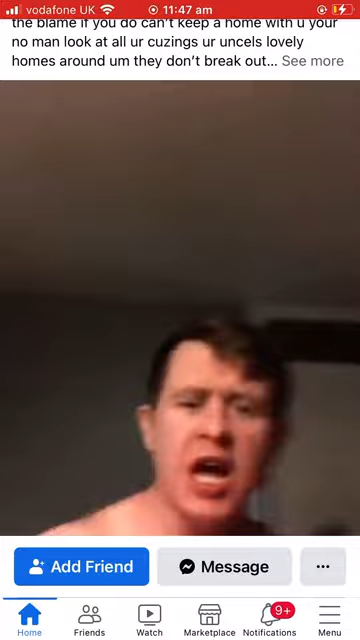 vodafone UK 11:47 am
the blame if you do can't keep a home with u your
no man look at all ur cuzings ur uncels lovely
homes around um they don't break out... See more
Add Friend
Message
Home
Friends
Watch
Marketplace
9+
Notifications
Menu